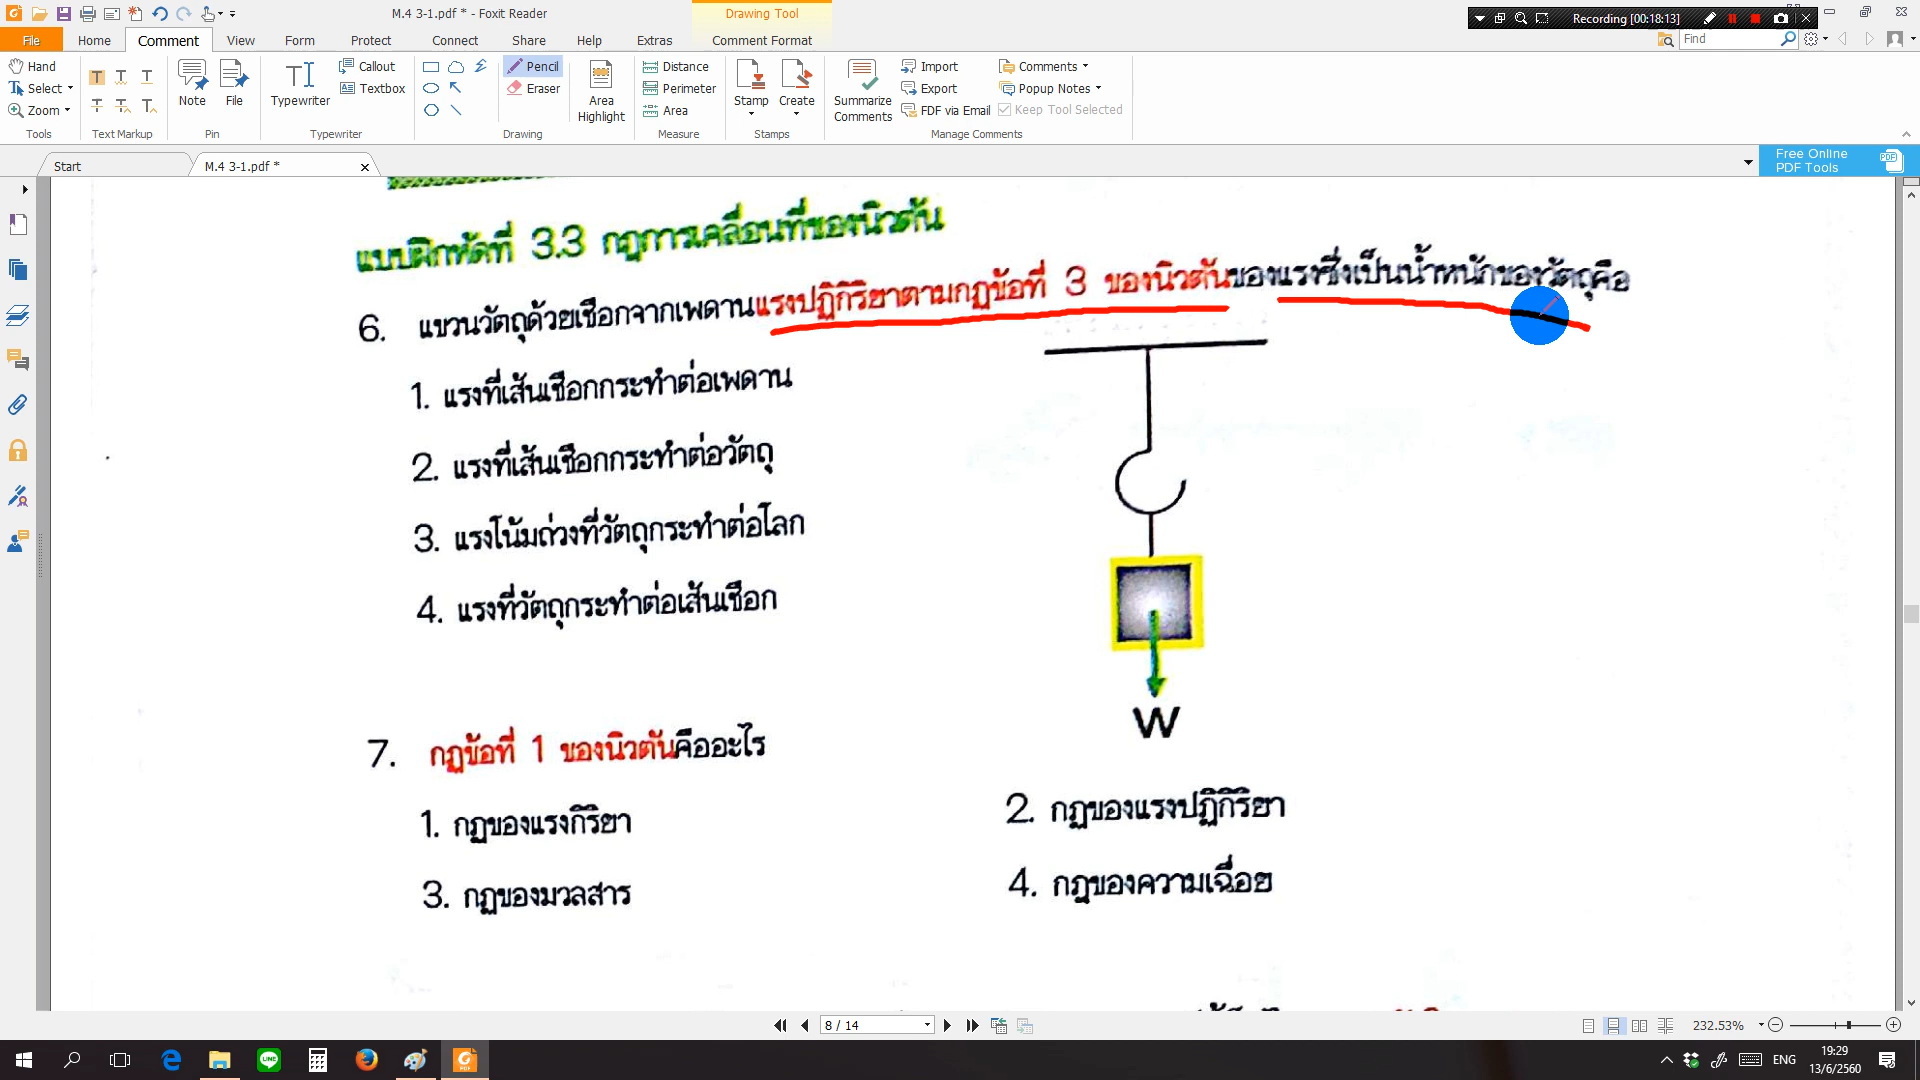 M.4 3-1.pdf * - Foxit Reader
Drawing Tool
Recording [00:18:13]
File Home Comment View Form Protect Connect Share Help Extras Comment Format
Find
Hand
Select
Zoom
Tools
Text Markup
Note
File
Pin
Typewriter
Callout
Textbox
Typewriter
Pencil
Eraser
Drawing
Area Highlight
Distance
Perimeter
Area
Measure
Stamp
Create
Stamps
Summarize Comments
Import
Export
FDF via Email
Comments
Popup Notes
Keep Tool Selected
Manage Comments
Start
M.4 3-1.pdf *
Free Online
PDF Tools
แบบฝึกหัดที่ 3.3 กฎการเคลื่อนที่ของนิวตัน
6. แขวนวัตถุด้วยเชือกจากเพดานแรงปฏิกิริยาตามกฎข้อที่ 3 ของนิวตันของแรงซึ่งเป็นน้ำหนักของวัตถุคือ
1. แรงที่เส้นเชือกกระทำต่อเพดาน
2. แรงที่เส้นเชือกกระทำต่อวัตถุ
3. แรงโน้มถ่วงที่วัตถุกระทำต่อโลก
4. แรงที่วัตถุกระทำต่อเส้นเชือก
W
7. กฎข้อที่ 1 ของนิวตันคืออะไร
1. กฎของแรงกิริยา
2. กฎของแรงปฏิกิริยา
3. กฎของมวลสาร
4. กฎของความเฉื่อย
8 / 14
232.53%
ENG
19:29
13/6/2560